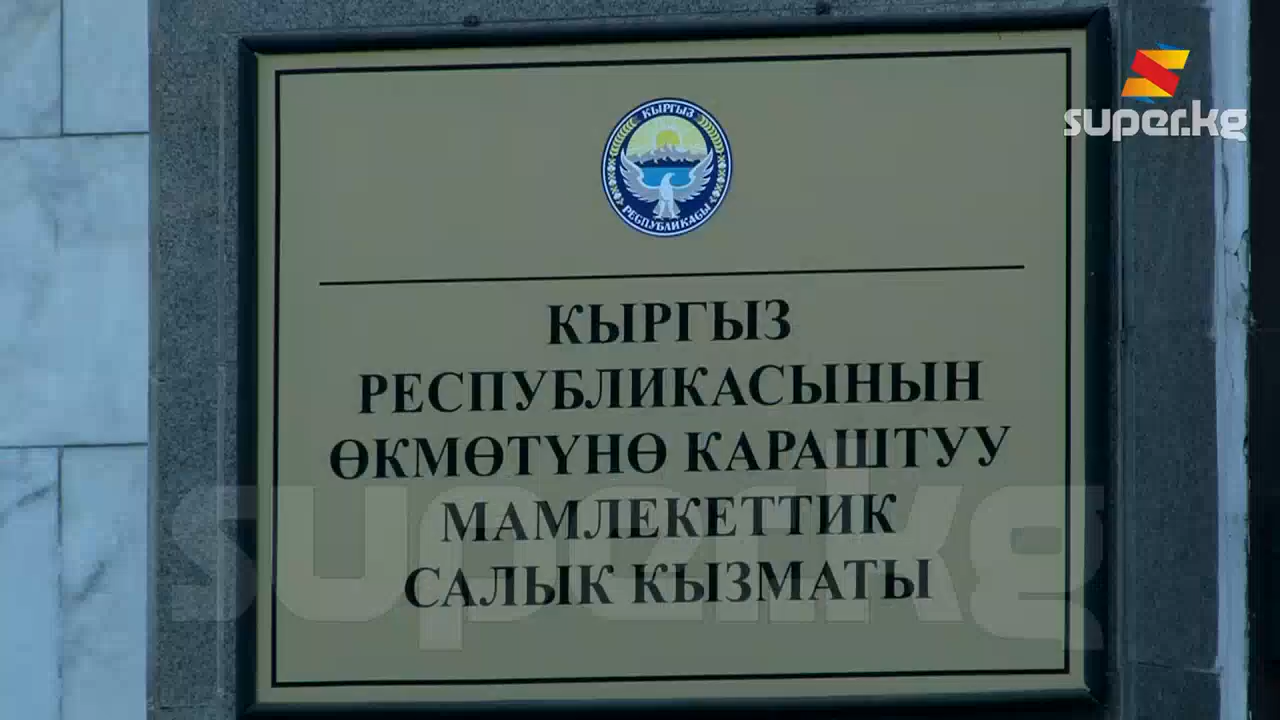 super.kg
КЫРГЫЗ
РЕСПУБЛИКАСЫ
КЫРГЫЗ
РЕСПУБЛИКАСЫНЫН
ӨКМӨТҮНӨ КАРАШТУУ
МАМЛЕКЕТТИК
САЛЫК КЫЗМАТЫ
super.kg